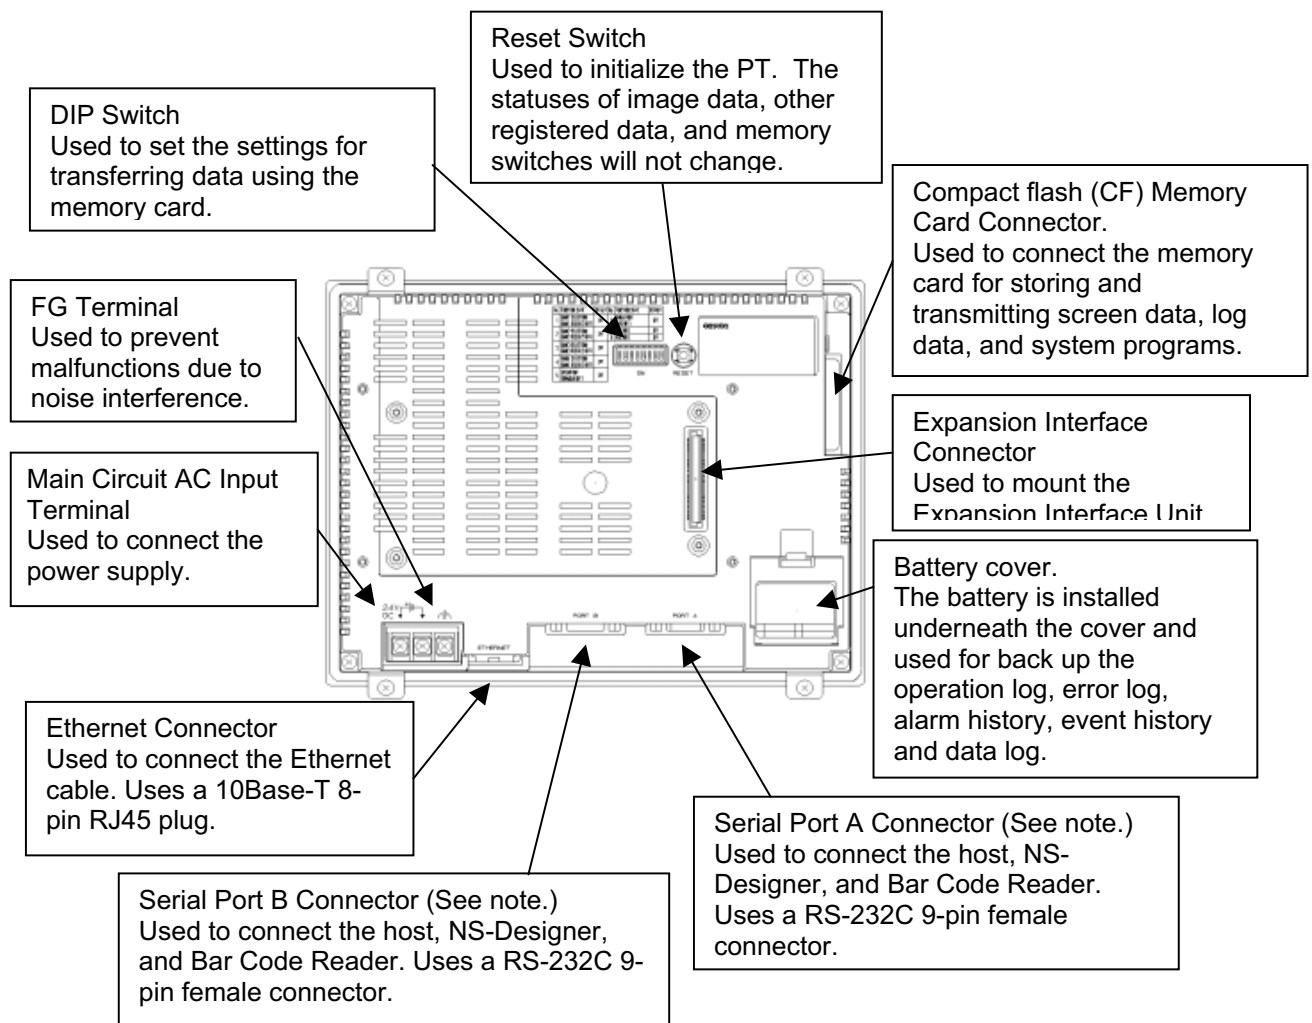 Reset Switch
Used to initialize the PT.  The
statuses of image data, other
registered data, and memory
switches will not change.
DIP Switch
Used to set the settings for
transferring data using the
memory card.
Compact flash (CF) Memory
Card Connector.
Used to connect the memory
card for storing and
transmitting screen data, log
data, and system programs.
FG Terminal
Used to prevent
malfunctions due to
noise interference.
Expansion Interface
Connector
Used to mount the
Expansion Interface Unit
Main Circuit AC Input
Terminal
Used to connect the
power supply.
Battery cover.
The battery is installed
underneath the cover and
used for back up the
operation log, error log,
alarm history, event history
and data log.
Ethernet Connector
Used to connect the Ethernet
cable. Uses a 10Base-T 8-
pin RJ45 plug.
Serial Port A Connector (See note.)
Used to connect the host, NS-
Designer, and Bar Code Reader.
Uses a RS-232C 9-pin female
connector.
Serial Port B Connector (See note.)
Used to connect the host, NS-Designer,
and Bar Code Reader. Uses a RS-232C 9-
pin female connector.
OMRON
ON
RESET
24V
DC
ETHERNET
PORT B
PORT A